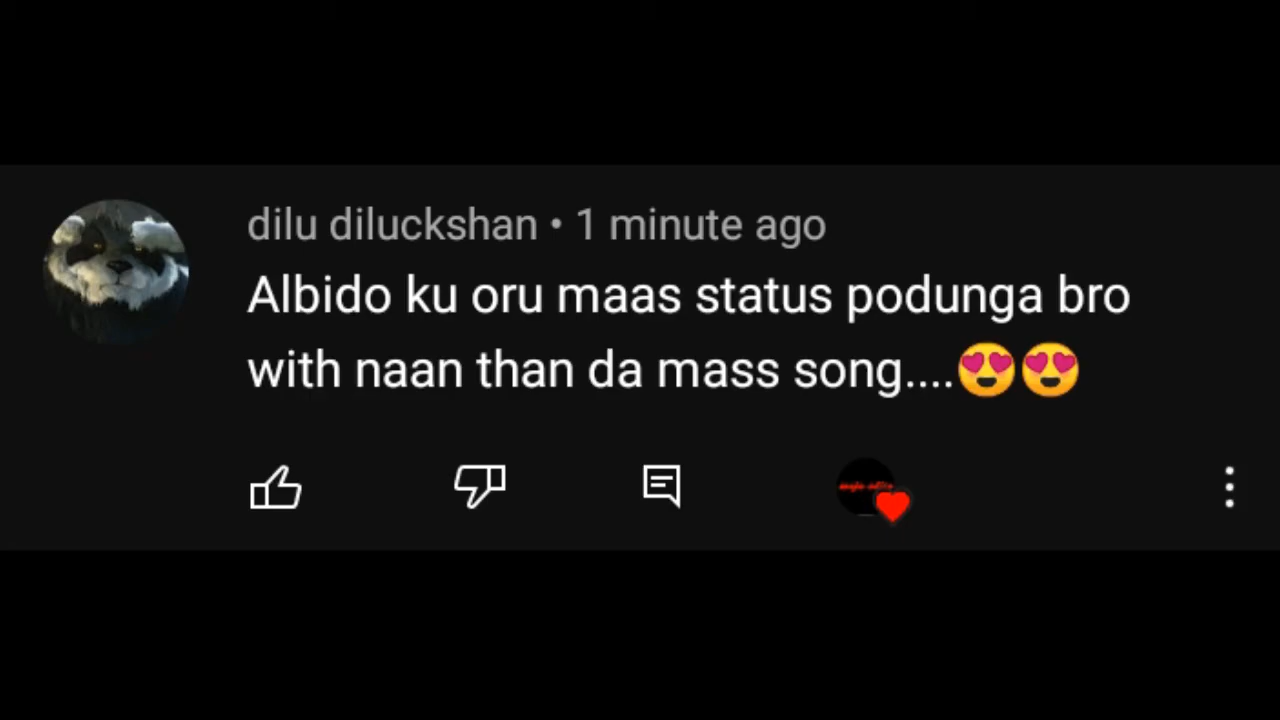 dilu diluckshan • 1 minute ago
Albido ku oru maas status podunga bro
with naan than da mass song....😍😍